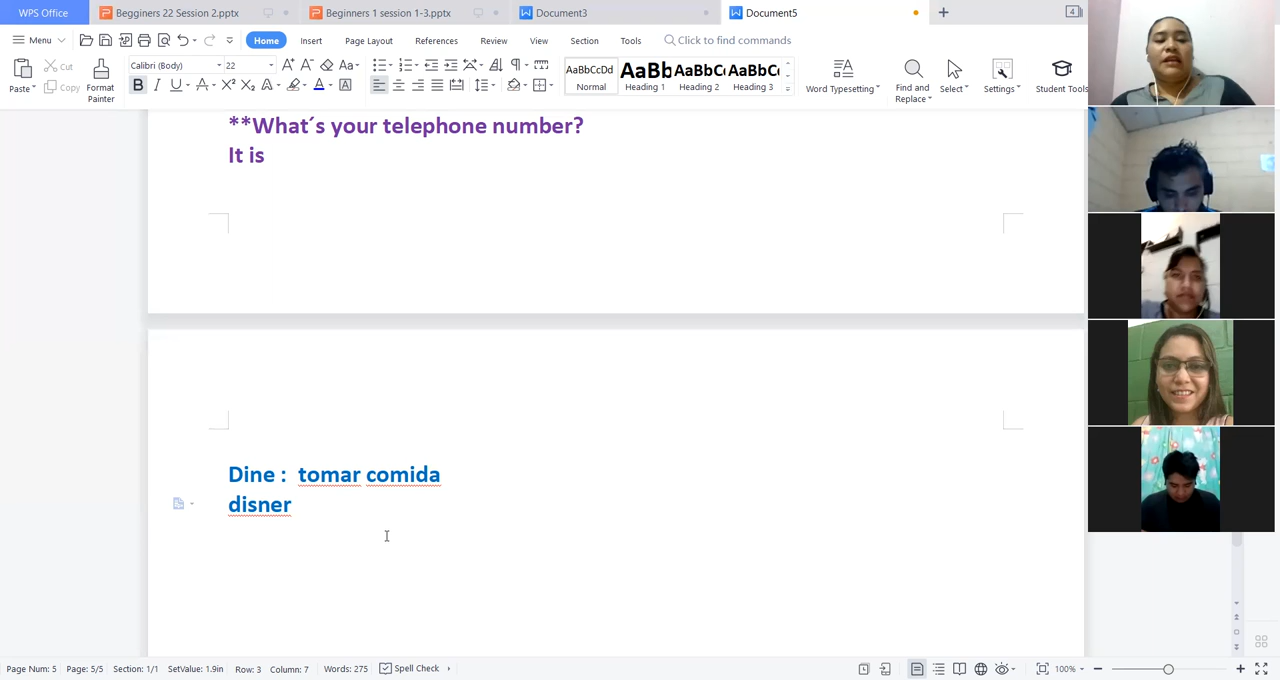 WPS Office
Begginers 22 Session 2.pptx
Beginners 1 session 1-3.pptx
Document3
Document5
4
Menu
Home
Insert
Page Layout
References
Review
View
Section
Tools
Click to find commands
Paste
Cut
Copy
Format Painter
Calibri (Body)
22
AaBbCcDd
Normal
AaBb
Heading 1
AaBbC
Heading 2
AaBbC
Heading 3
Word Typesetting
Find and Replace
Select
Settings
Student Tools
**What´s your telephone number?
It is
Dine : tomar comida
disner
Page Num: 5
Page: 5/5
Section: 1/1
SetValue: 1.9in
Row: 3
Column: 7
Words: 275
Spell Check
100%